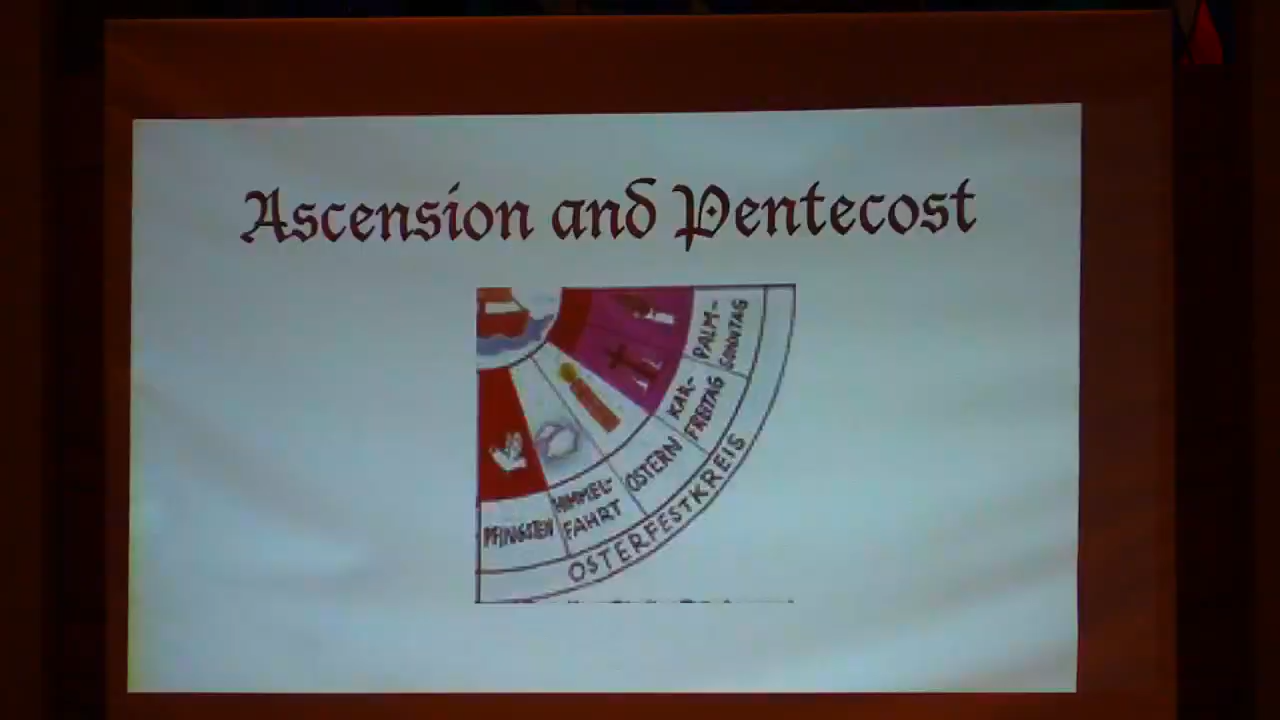 Ascension and Pentecost
PALM-
SONNTAG
KAR-
FREITAG
OSTERN
HIMMEL-
FAHRT
PFINGSTEN
OSTERFESTKREIS